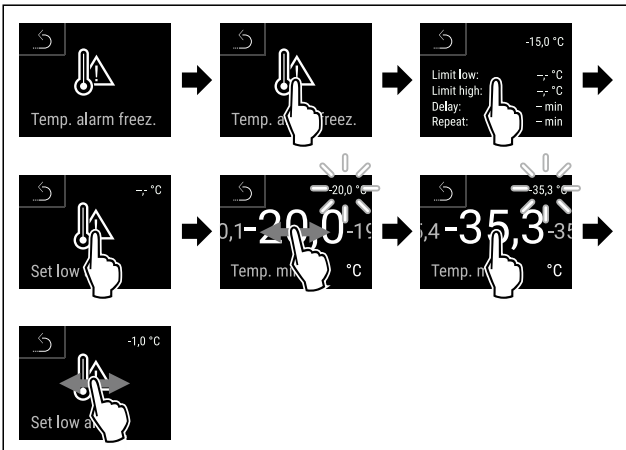 Temp. alarm freez.
Temp. a freez.
-15,0 °C
Limit low: –,- °C
Limit high: –,- °C
Delay: – min
Repeat: – min
–,- °C
Set low
-20,0 °C
0,1 -20,0 -19
Temp. m °C
-35,3 °C
5,4 -35,3 -35
Temp. m °C
-1,0 °C
Set low a